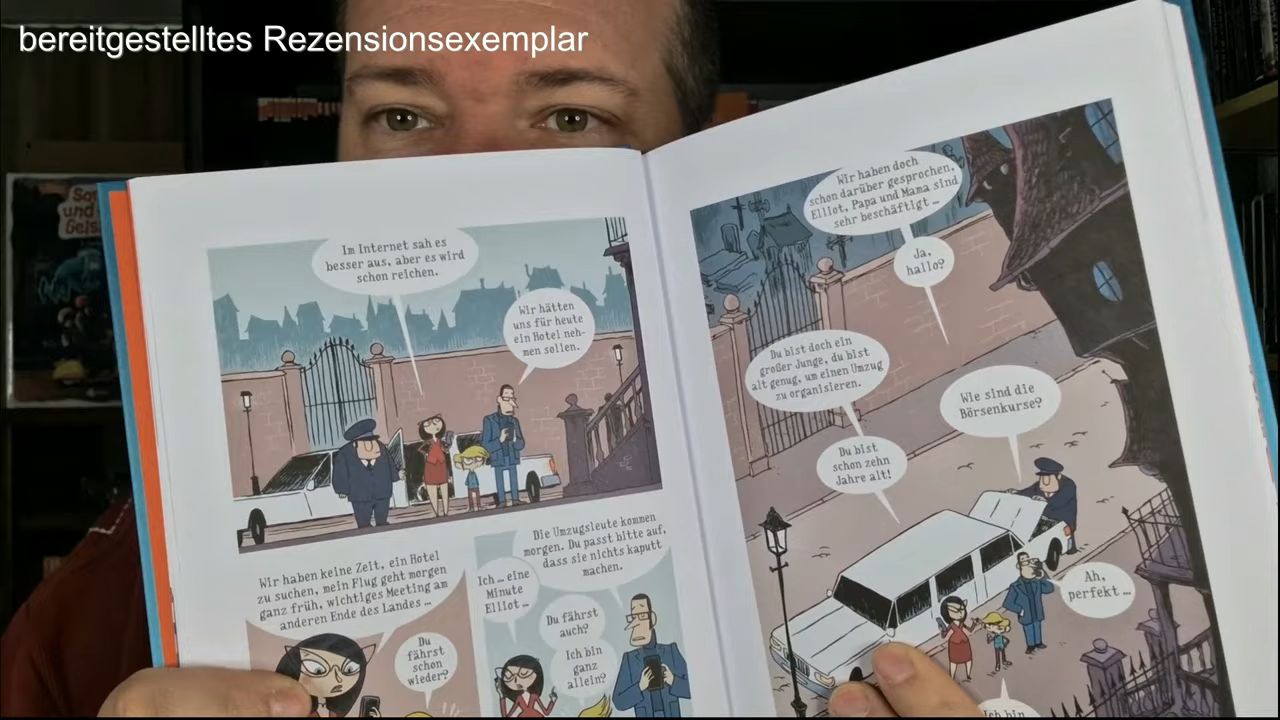 bereitgestelltes Rezensionsexemplar
Im Internet sah es
besser aus, aber es wird
schon reichen.
Wir hätten
uns für heute
ein Hotel neh-
men sollen.
Wir haben keine Zeit, ein Hotel
zu suchen, mein Flug geht morgen
ganz früh, wichtiges Meeting am
anderen Ende des Landes …
Du
fährst
schon
wieder?
Die Umzugsleute kommen
morgen. Du passt bitte auf,
dass sie nichts kaputt
machen.
Ich … eine
Minute
Elliot …
Du fährst
auch?
Ich bin
ganz
allein?
Wir haben doch
schon darüber gesprochen,
Elliot, Papa und Mama sind
sehr beschäftigt …
Ja,
hallo?
Du bist doch ein
großer Junge, du bist
alt genug, um einen Umzug
zu organisieren.
Wie sind die
Börsenkurse?
Du bist
schon zehn
Jahre alt!
Ah,
perfekt …
Ich bin